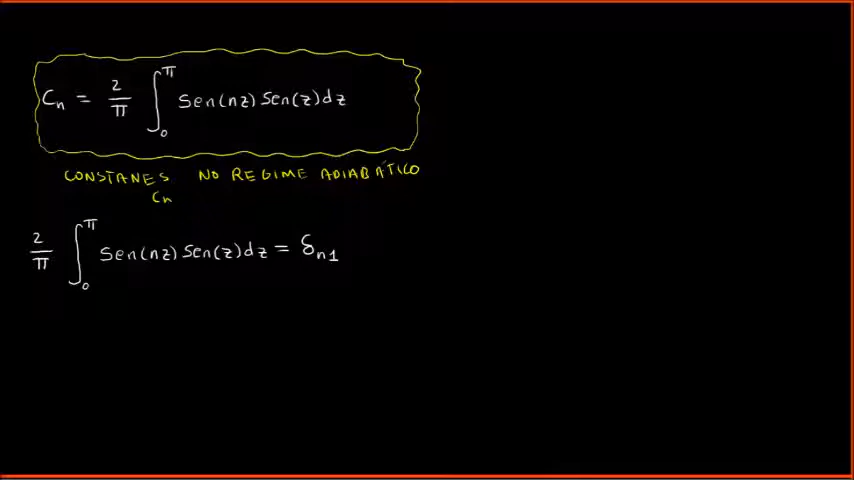 Cn = 2/π ∫₀^π Sen(nz) Sen(z)dz
CONSTANES NO REGIME ADIABÁTICO
Cn
2/π ∫₀^π Sen(nz) Sen(z)dz = δn1